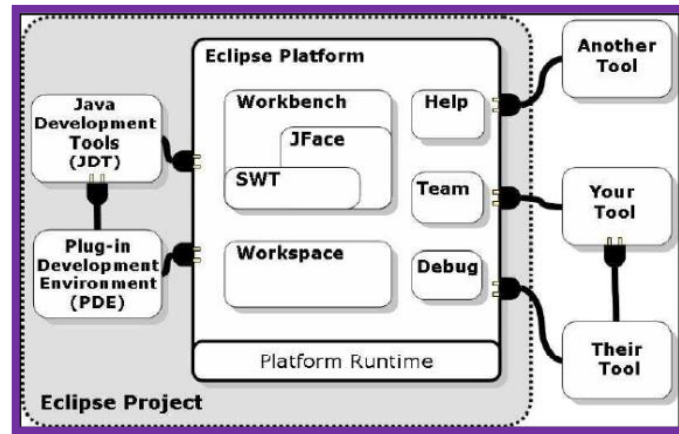 Eclipse Platform
Another
Tool
Java
Development
Tools
(JDT)
Workbench
JFace
SWT
Help
Team
Your
Tool
Plug-in
Development
Environment
(PDE)
Workspace
Debug
Their
Tool
Platform Runtime
Eclipse Project